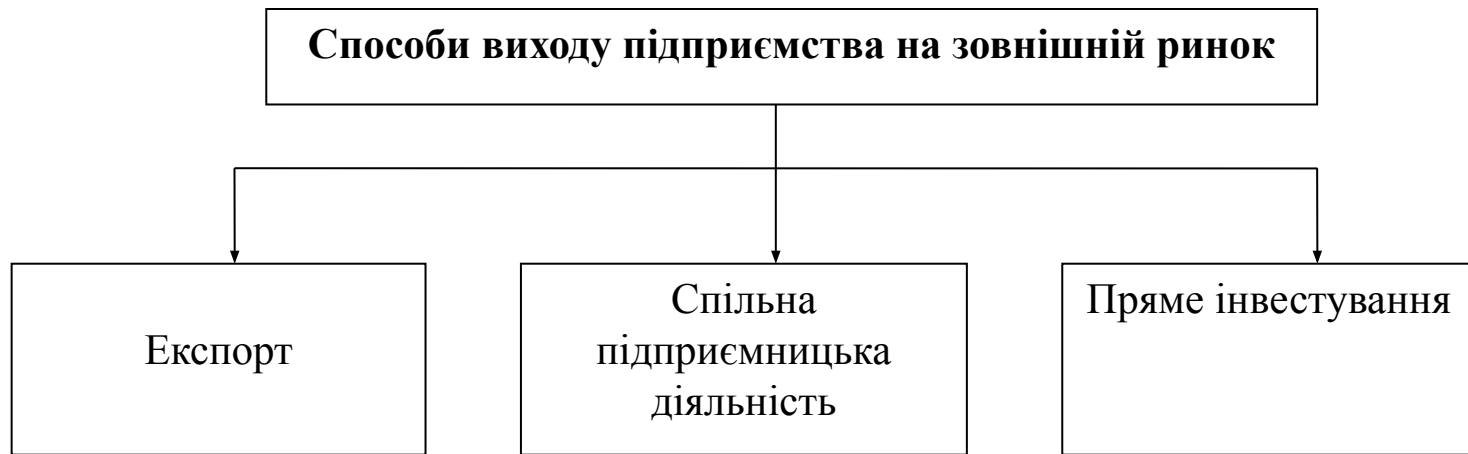 Способи виходу підприємства на зовнішній ринок
Експорт
Спільна
підприємницька
діяльність
Пряме інвестування